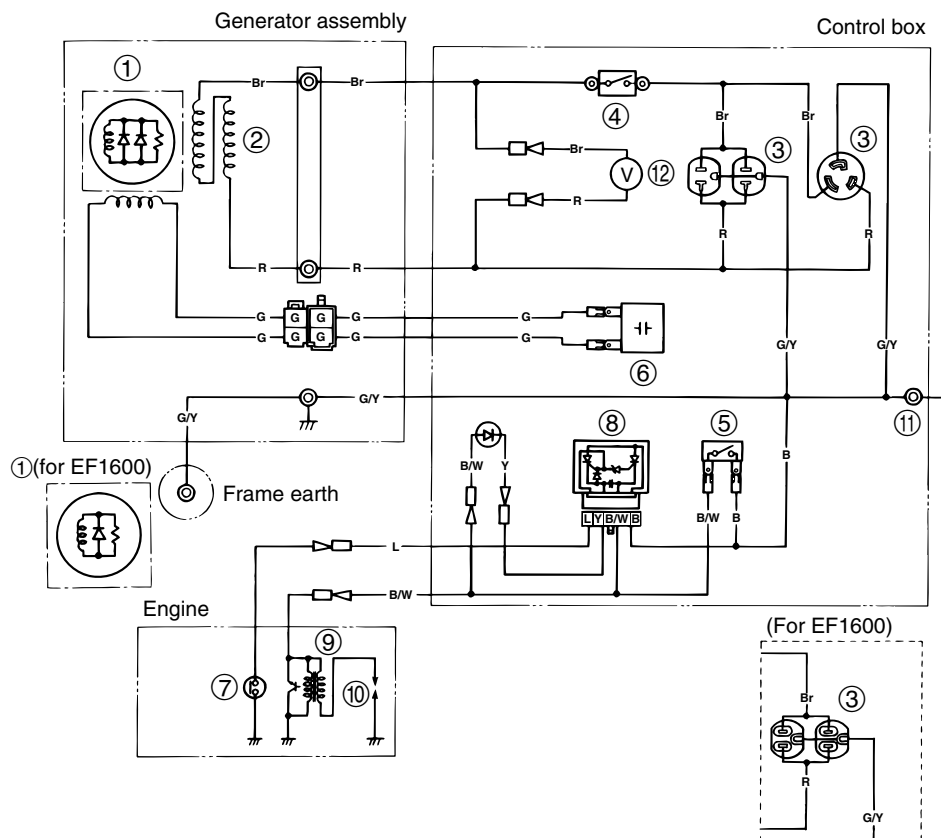 Generator assembly
Control box
①
Br
Br
②
④
Br
Br
Br
③
③
V
⑫
R
R
R
R
R
G
G
G
G
G
G
G
G
G
G
⑥
G/Y
G/Y
G/Y
G/Y
⑪
①(for EF1600)
Frame earth
B/W
Y
⑧
⑤
B
L Y B/W B
B/W
B
L
B/W
Engine
⑦
⑨
⑩
(For EF1600)
Br
③
R
G/Y